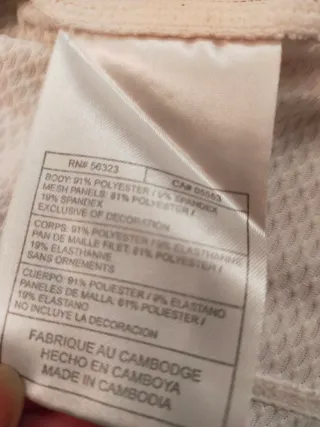 RN# 56323 CA# 05553
BODY: 91% POLYESTER / 9% SPANDEX
MESH PANELS: 81% POLYESTER /
19% SPANDEX
EXCLUSIVE OF DECORATION
CORPS: 91% POLYESTER / 9% ELASTHANNE
PAN DE MAILLE FILET: 81% POLYESTER /
19% ELASTHANNE
SANS ORNEMENTS
CUERPO: 91% POLIESTER / 9% ELASTANO
PANELES DE MALLA: 81% POLIESTER /
19% ELASTANO
NO INCLUYE LA DECORACION
FABRIQUE AU CAMBODGE
HECHO EN CAMBOYA
MADE IN CAMBODIA